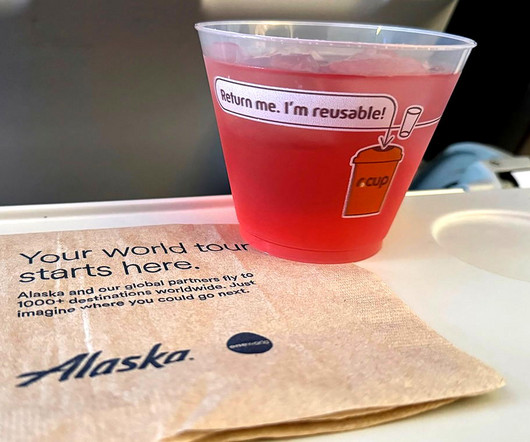 Return me. I'm reusable!
r.cup
Your world tour
starts here.
Alaska and our global partners fly to
1000+ destinations worldwide. Just
imagine where you could go next.
Alaska.
oneworld